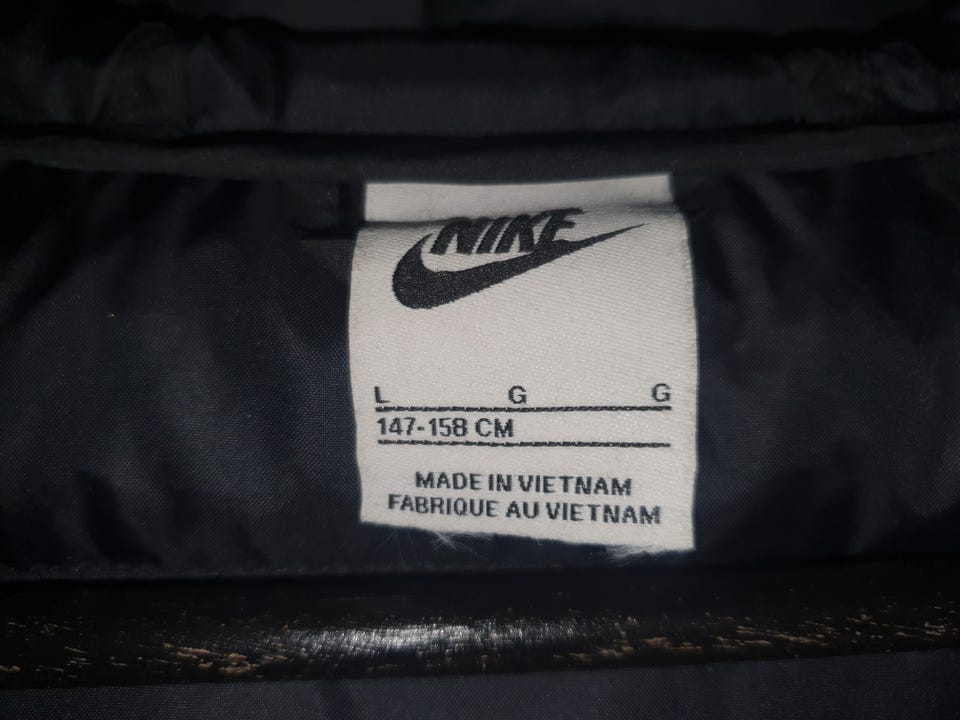 NIKE
L G G
147-158 CM
MADE IN VIETNAM
FABRIQUE AU VIETNAM